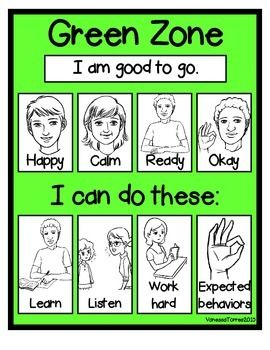 Green Zone
I am good to go.
Happy
Calm
Ready
Okay
I can do these:
Learn
Listen
Work
hard
Expected
behaviors
VanessaTorres2015